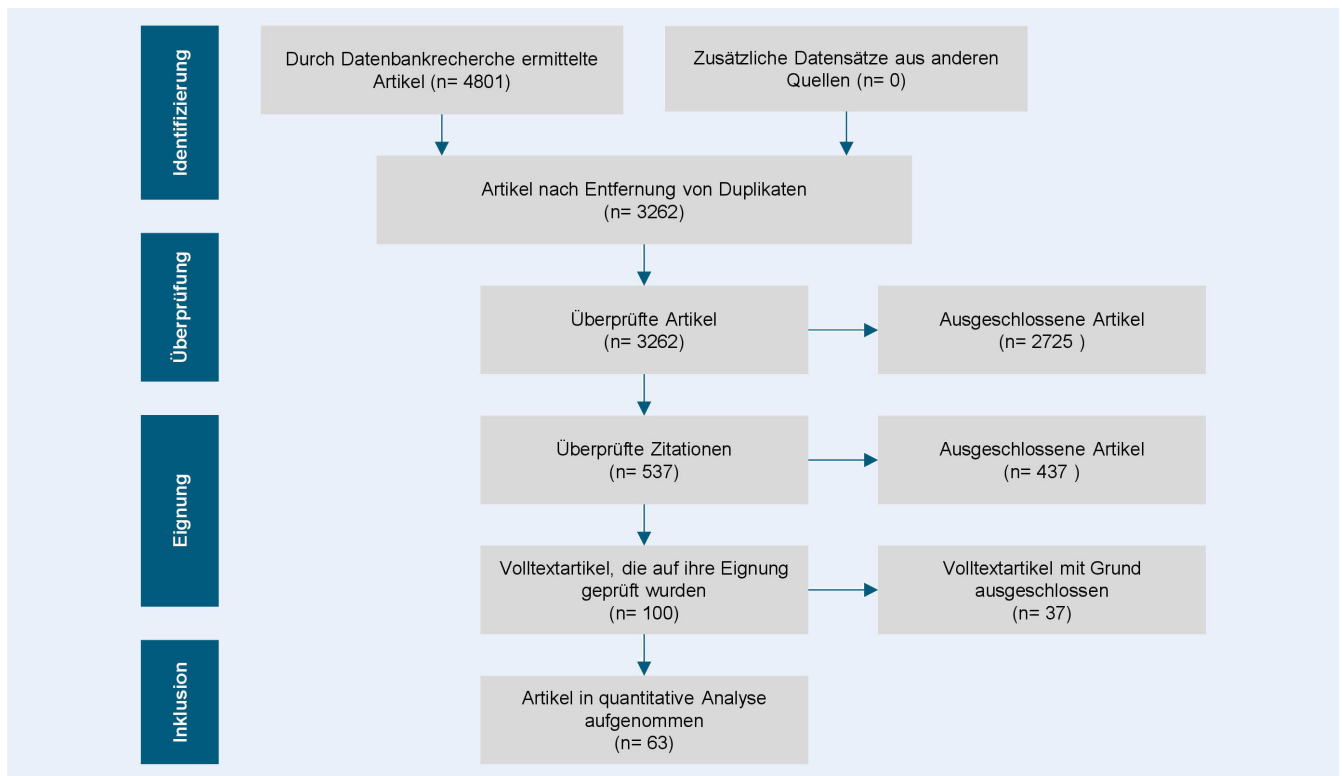 Identifizierung
Durch Datenbankrecherche ermittelte
Artikel (n= 4801)
Zusätzliche Datensätze aus anderen
Quellen (n= 0)
Artikel nach Entfernung von Duplikaten
(n= 3262)
Überprüfung
Überprüfte Artikel
(n= 3262)
Ausgeschlossene Artikel
(n= 2725 )
Eignung
Überprüfte Zitationen
(n= 537)
Ausgeschlossene Artikel
(n= 437 )
Volltextartikel, die auf ihre Eignung
geprüft wurden
(n= 100)
Volltextartikel mit Grund
ausgeschlossen
(n= 37)
Inklusion
Artikel in quantitative Analyse
aufgenommen
(n= 63)